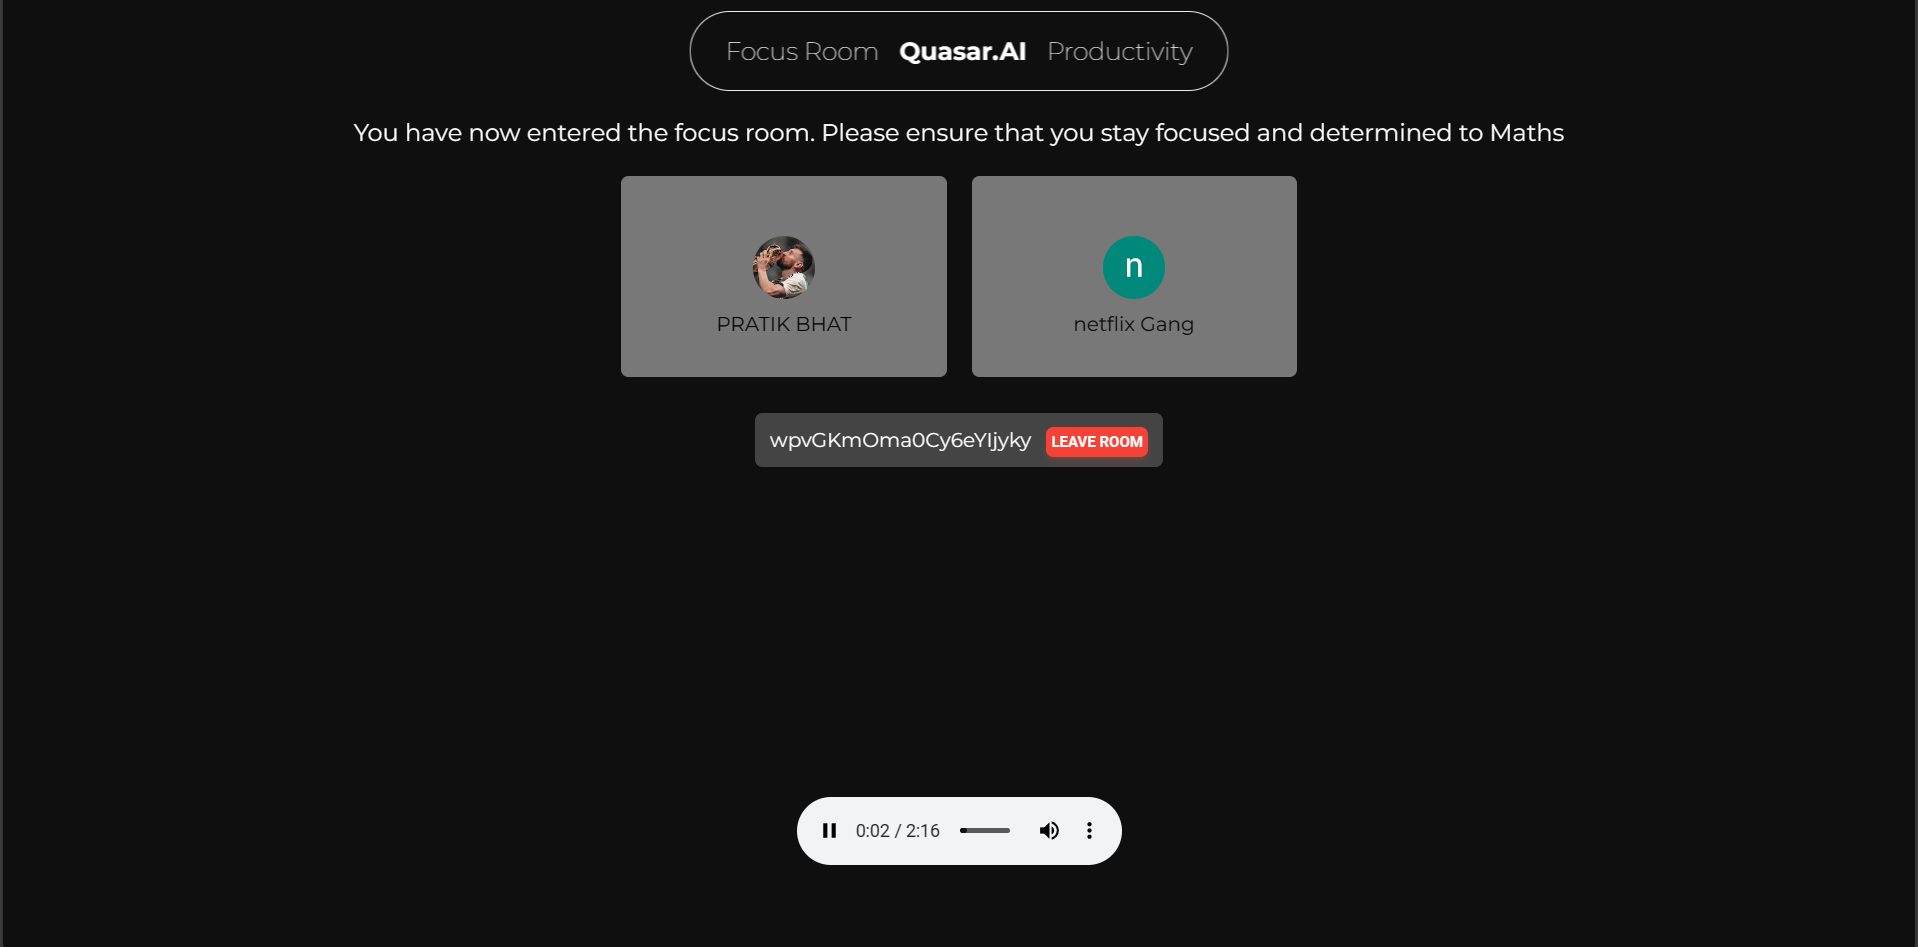 Focus Room Quasar.AI Productivity
You have now entered the focus room. Please ensure that you stay focused and determined to Maths
PRATIK BHAT
n
netflix Gang
wpvGKmOma0Cy6eYIjyky LEAVE ROOM
0:02 / 2:16